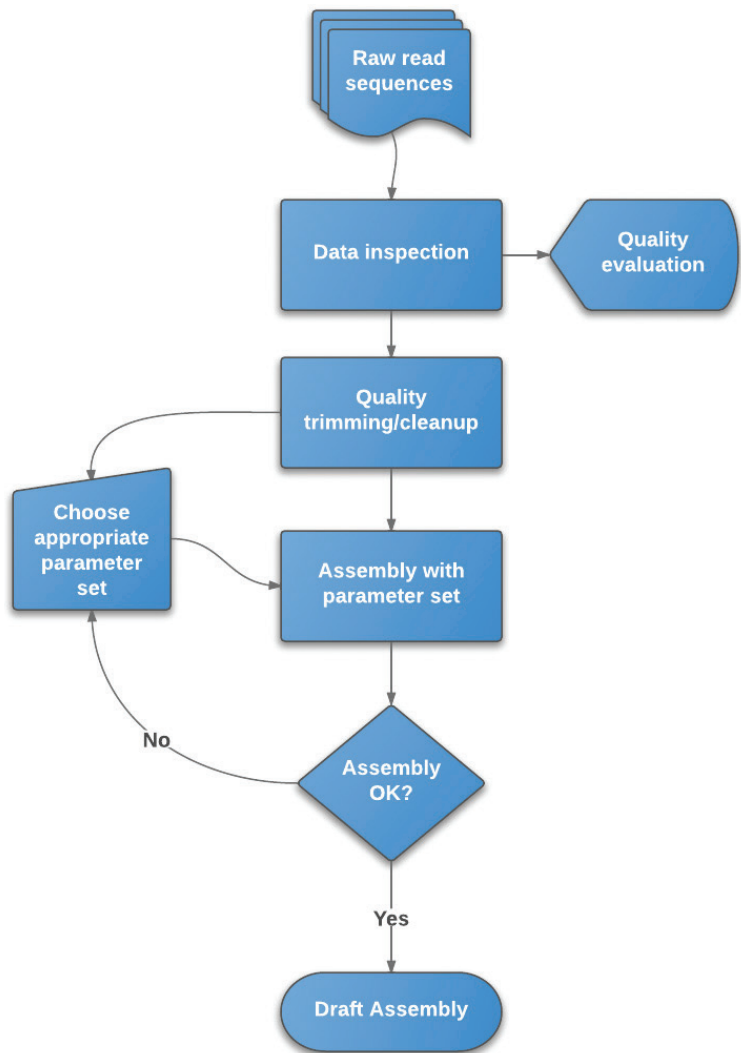 Raw read
sequences
Data inspection
Quality
evaluation
Quality
trimming/cleanup
Choose
appropriate
parameter
set
Assembly with
parameter set
No
Assembly
OK?
Yes
Draft Assembly